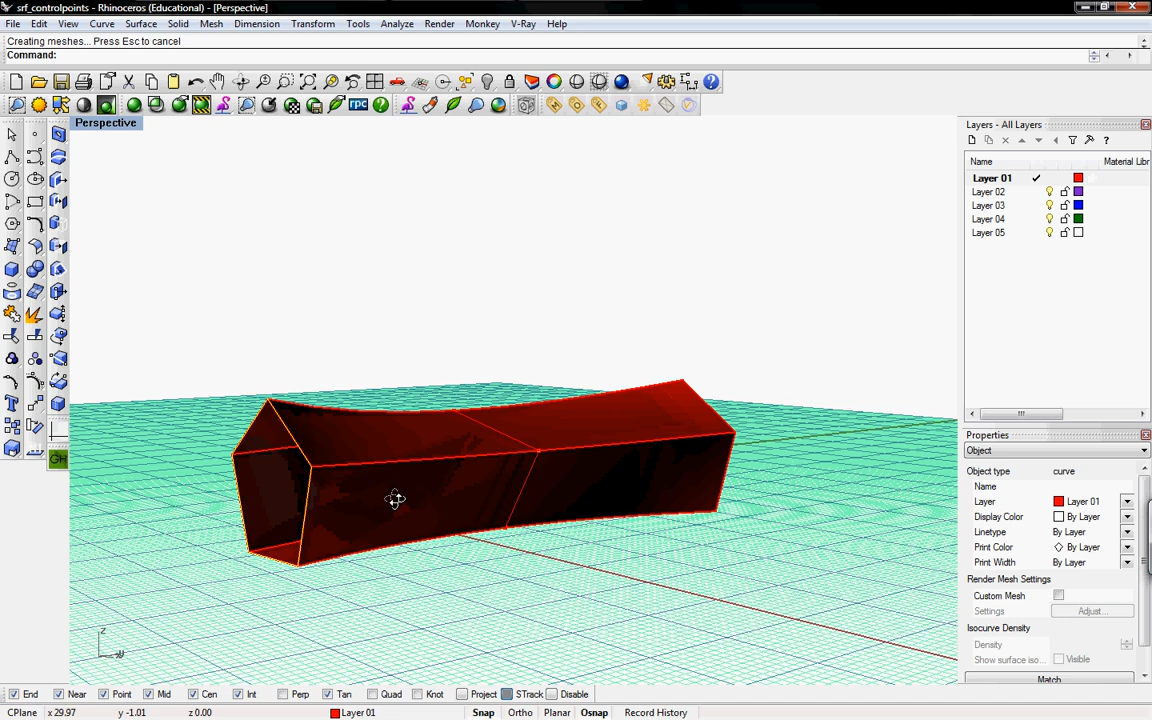 srf_controlpoints - Rhinoceros (Educational) - [Perspective]
File Edit View Curve Surface Solid Mesh Dimension Transform Tools Analyze Render Monkey V-Ray Help
Creating meshes... Press Esc to cancel
Command:
rpc
Perspective
Layers - All Layers
Name Material Libr
Layer 01
Layer 02
Layer 03
Layer 04
Layer 05
Properties
Object
Object type curve
Name
Layer Layer 01
Display Color By Layer
Linetype By Layer
Print Color By Layer
Print Width By Layer
Render Mesh Settings
Custom Mesh
Settings Adjust...
Isocurve Density
Density
Show surface iso... Visible
Match
GH
z
End Near Point Mid Cen Int Perp Tan Quad Knot Project STrack Disable
CPlane x 29.97 y -1.01 z 0.00 Layer 01 Snap Ortho Planar Osnap Record History